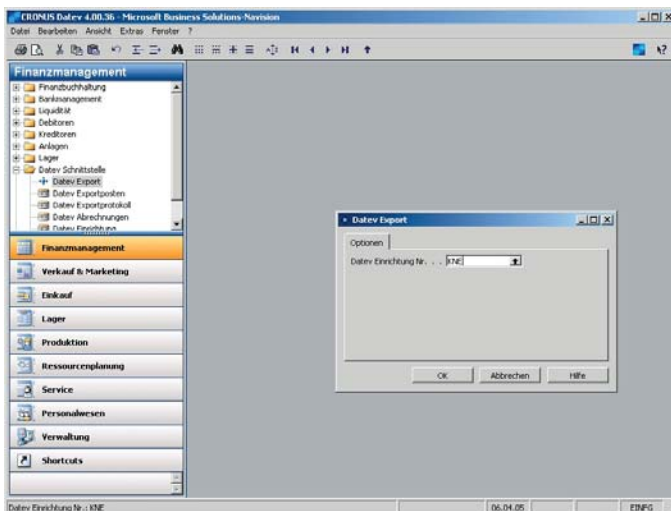 CRONUS Datev 4.00.36 - Microsoft Business Solutions-Navision
Datei Bearbeiten Ansicht Extras Fenster ?
Finanzmanagement
Finanzbuchhaltung
Bankmanagement
Liquidität
Debitoren
Kreditoren
Anlagen
Lager
Datev Schnittstelle
Datev Export
Datev Exportposten
Datev Exportprotokoll
Datev Abrechnungen
Datev Einrichtung
Finanzmanagement
Verkauf & Marketing
Einkauf
Lager
Produktion
Ressourcenplanung
Service
Personalwesen
Verwaltung
Shortcuts
Datev Export
Optionen
Datev Einrichtung Nr. . . . KNE
OK Abbrechen Hilfe
Datev Einrichtung Nr.: KNE 06.04.05 EINFG